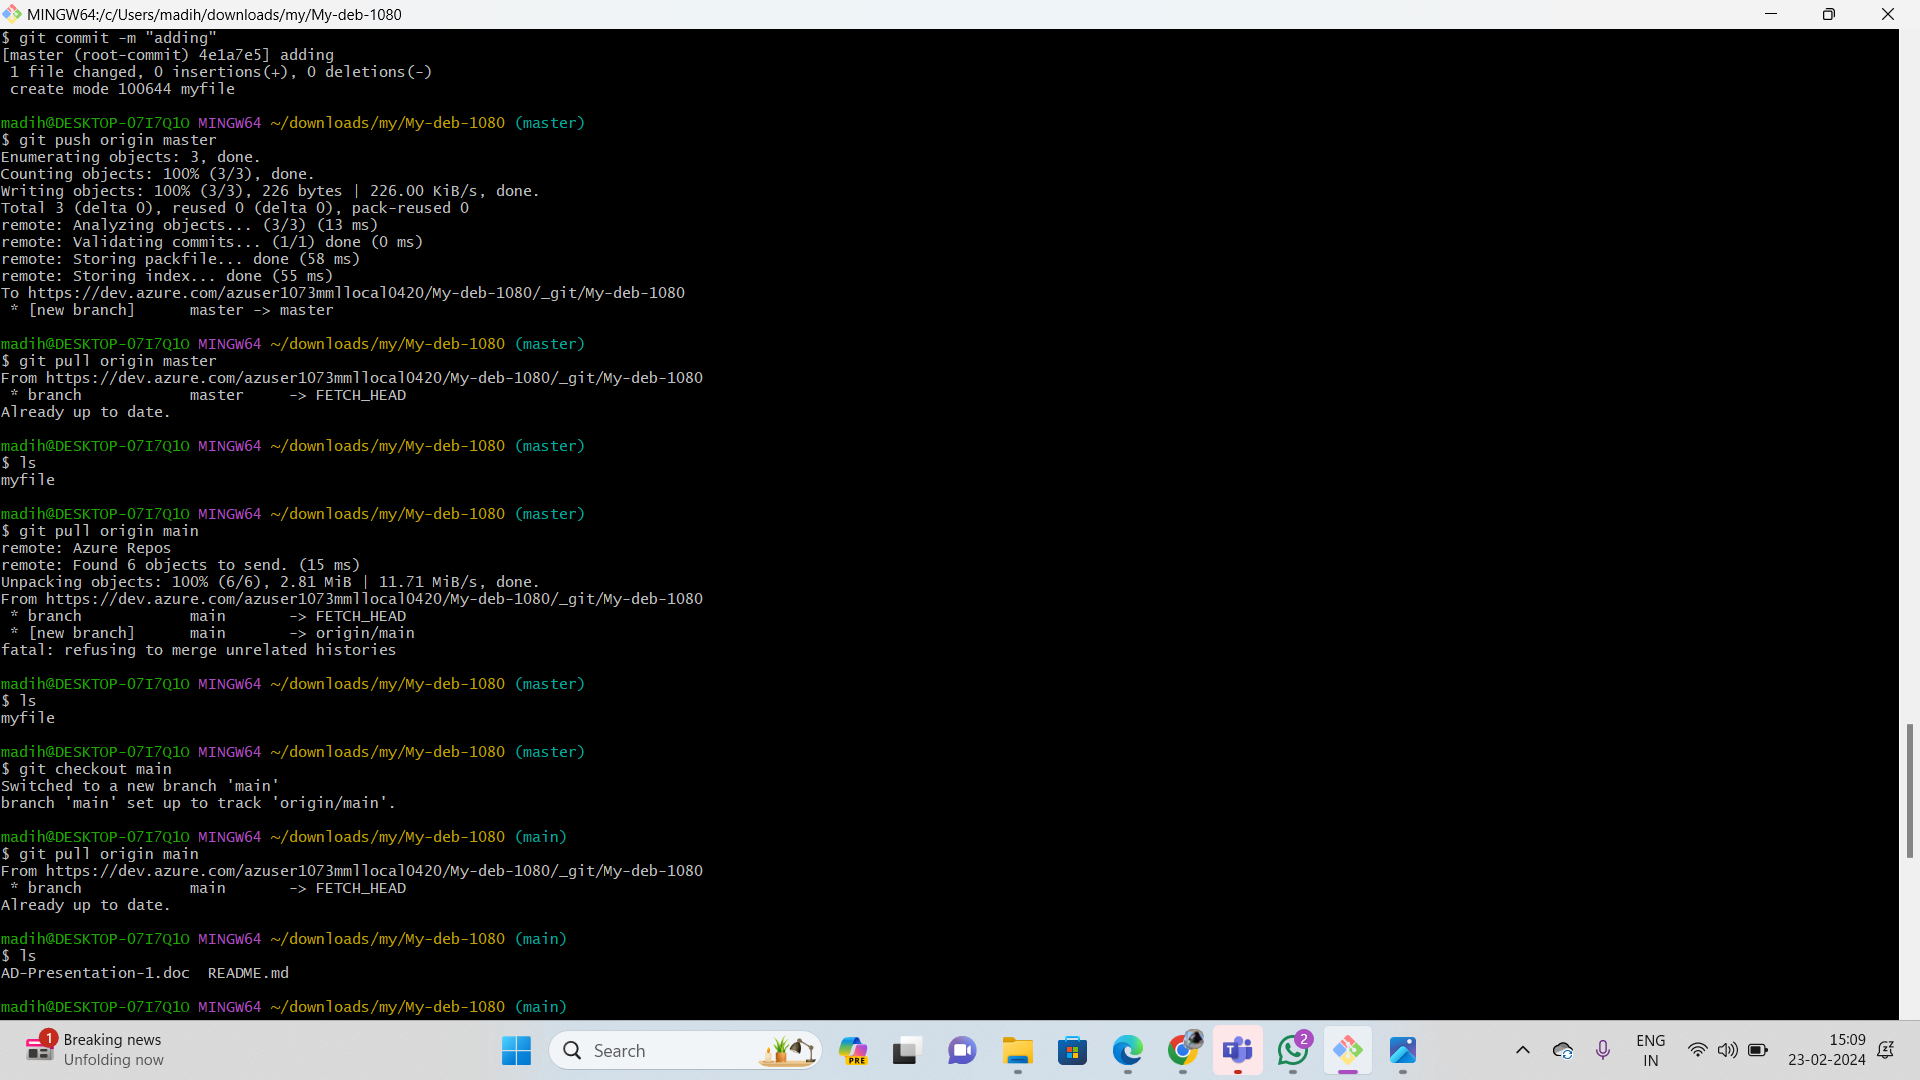 MINGW64:/c/Users/madih/downloads/my/My-deb-1080
$ git commit -m "adding"
[master (root-commit) 4e1a7e5] adding
 1 file changed, 0 insertions(+), 0 deletions(-)
 create mode 100644 myfile
madih@DESKTOP-07I7Q1O MINGW64 ~/downloads/my/My-deb-1080 (master)
$ git push origin master
Enumerating objects: 3, done.
Counting objects: 100% (3/3), done.
Writing objects: 100% (3/3), 226 bytes | 226.00 KiB/s, done.
Total 3 (delta 0), reused 0 (delta 0), pack-reused 0
remote: Analyzing objects... (3/3) (13 ms)
remote: Validating commits... (1/1) done (0 ms)
remote: Storing packfile... done (58 ms)
remote: Storing index... done (55 ms)
To https://dev.azure.com/azuser1073mmllocal0420/My-deb-1080/_git/My-deb-1080
 * [new branch]      master -> master
madih@DESKTOP-07I7Q1O MINGW64 ~/downloads/my/My-deb-1080 (master)
$ git pull origin master
From https://dev.azure.com/azuser1073mmllocal0420/My-deb-1080/_git/My-deb-1080
 * branch            master     -> FETCH_HEAD
Already up to date.
madih@DESKTOP-07I7Q1O MINGW64 ~/downloads/my/My-deb-1080 (master)
$ ls
myfile
madih@DESKTOP-07I7Q1O MINGW64 ~/downloads/my/My-deb-1080 (master)
$ git pull origin main
remote: Azure Repos
remote: Found 6 objects to send. (15 ms)
Unpacking objects: 100% (6/6), 2.81 MiB | 11.71 MiB/s, done.
From https://dev.azure.com/azuser1073mmllocal0420/My-deb-1080/_git/My-deb-1080
 * branch            main       -> FETCH_HEAD
 * [new branch]      main       -> origin/main
fatal: refusing to merge unrelated histories
madih@DESKTOP-07I7Q1O MINGW64 ~/downloads/my/My-deb-1080 (master)
$ ls
myfile
madih@DESKTOP-07I7Q1O MINGW64 ~/downloads/my/My-deb-1080 (master)
$ git checkout main
Switched to a new branch 'main'
branch 'main' set up to track 'origin/main'.
madih@DESKTOP-07I7Q1O MINGW64 ~/downloads/my/My-deb-1080 (main)
$ git pull origin main
From https://dev.azure.com/azuser1073mmllocal0420/My-deb-1080/_git/My-deb-1080
 * branch            main       -> FETCH_HEAD
Already up to date.
madih@DESKTOP-07I7Q1O MINGW64 ~/downloads/my/My-deb-1080 (main)
$ ls
AD-Presentation-1.doc  README.md
madih@DESKTOP-07I7Q1O MINGW64 ~/downloads/my/My-deb-1080 (main)
1
Breaking news
Unfolding now
Search
PRE
2
ENG
IN
15:09
23-02-2024